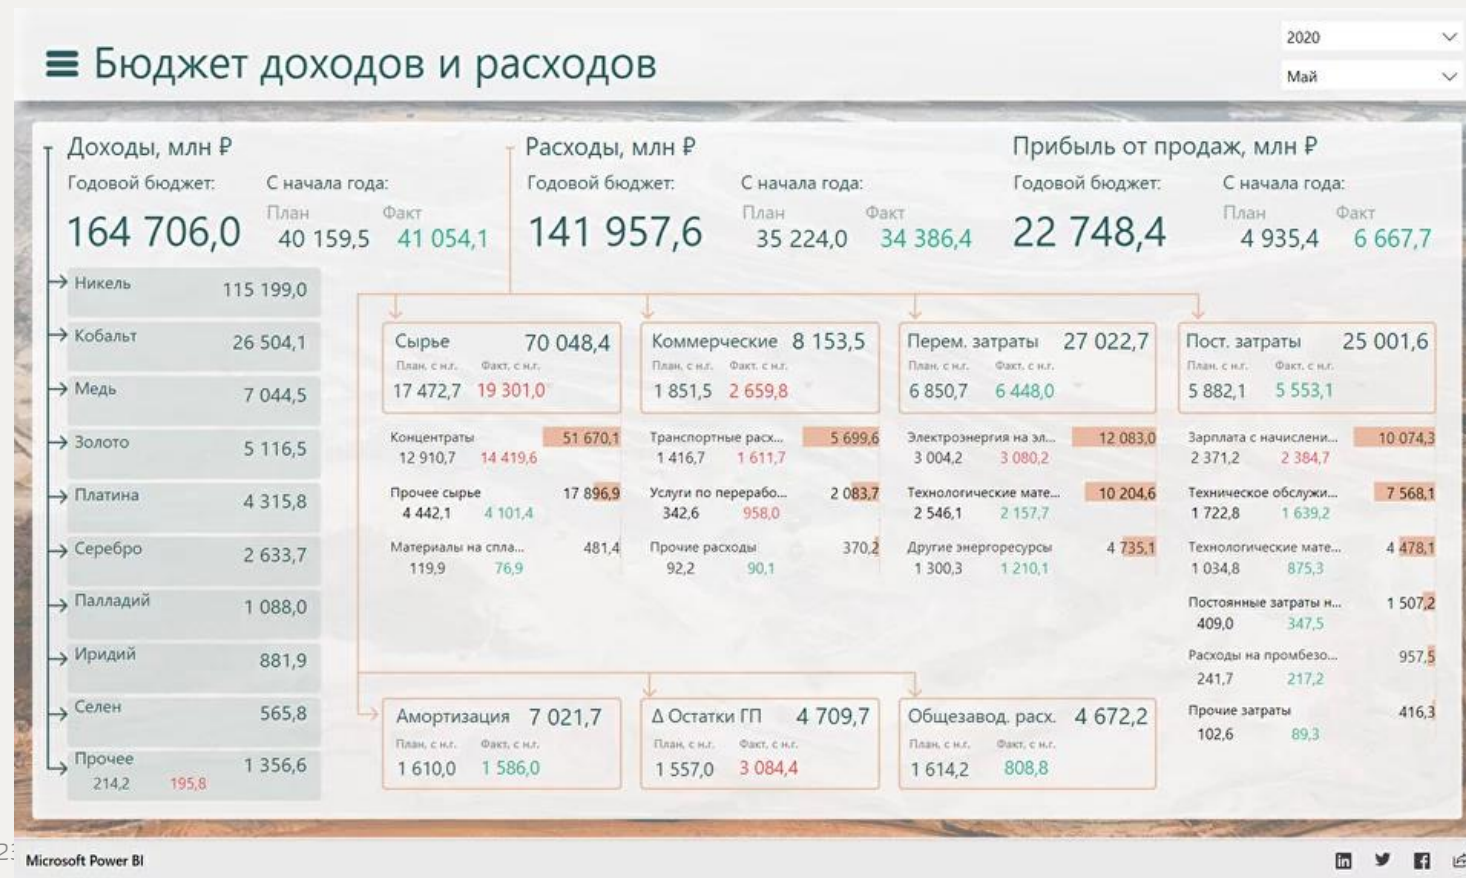 Бюджет доходов и расходов
2020
Май
Доходы, млн ₽
Годовой бюджет: С начала года:
План Факт
164 706,0 40 159,5 41 054,1
Расходы, млн ₽
Годовой бюджет: С начала года:
План Факт
141 957,6 35 224,0 34 386,4
Прибыль от продаж, млн ₽
Годовой бюджет: С начала года:
План Факт
22 748,4 4 935,4 6 667,7
Никель 115 199,0
Кобальт 26 504,1
Медь 7 044,5
Золото 5 116,5
Платина 4 315,8
Серебро 2 633,7
Палладий 1 088,0
Иридий 881,9
Селен 565,8
Прочее 1 356,6
214,2 195,8
Сырье 70 048,4
План, с н.г. Факт, с н.г.
17 472,7 19 301,0
Концентраты 51 670,1
12 910,7 14 419,6
Прочее сырье 17 896,9
4 442,1 4 101,4
Материалы на спла... 481,4
119,9 76,9
Коммерческие 8 153,5
План, с н.г. Факт, с н.г.
1 851,5 2 659,8
Транспортные расх... 5 699,6
1 416,7 1 611,7
Услуги по перерабо... 2 083,7
342,6 958,0
Прочие расходы 370,2
92,2 90,1
Перем. затраты 27 022,7
План, с н.г. Факт, с н.г.
6 850,7 6 448,0
Электроэнергия на эл... 12 083,0
3 004,2 3 080,2
Технологические мате... 10 204,6
2 546,1 2 157,7
Другие энергоресурсы 4 735,1
1 300,3 1 210,1
Пост. затраты 25 001,6
План, с н.г. Факт, с н.г.
5 882,1 5 553,1
Зарплата с начислени... 10 074,3
2 371,2 2 384,7
Техническое обслужи... 7 568,1
1 722,8 1 639,2
Технологические мате... 4 478,1
1 034,8 875,3
Постоянные затраты н... 1 507,2
409,0 347,5
Расходы на промбезо... 957,5
241,7 217,2
Прочие затраты 416,3
102,6 89,3
Амортизация 7 021,7
План, с н.г. Факт, с н.г.
1 610,0 1 586,0
Δ Остатки ГП 4 709,7
План, с н.г. Факт, с н.г.
1 557,0 3 084,4
Общезавод. расх. 4 672,2
План, с н.г. Факт, с н.г.
1 614,2 808,8
Microsoft Power BI